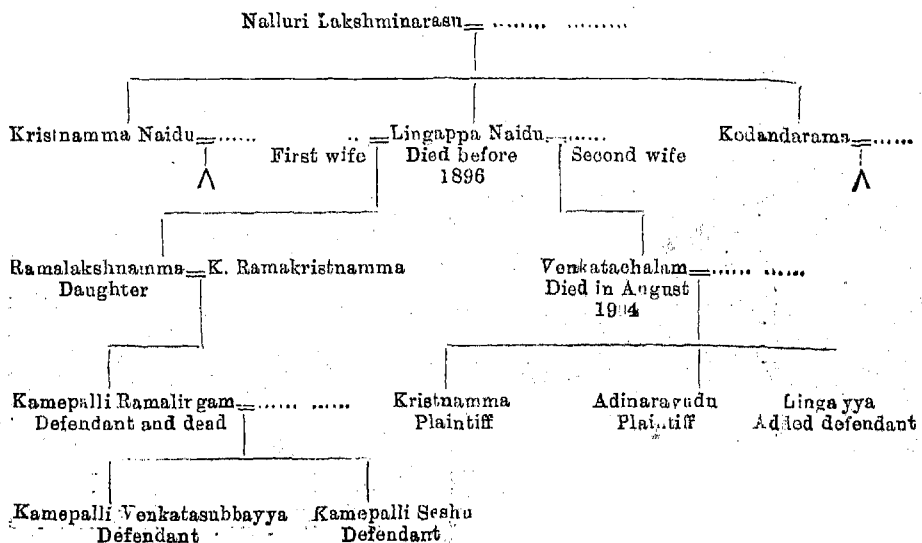 Nalluri Lakshminarasu = ........ .........
Kristnamma Naidu = ...... .. = Lingappa Naidu = ........ Kodandarama = ......
First wife Died before Second wife
1896
Ramalakshnamma = K. Ramakristnamma Venkatachalam = ...... ......
Daughter Died in August
Kamepalli Ramalingam = ...... ...... Kristnamma Adinarayudu Lingayya
Defendant and dead Plaintiff Plaintiff Added defendant
Kamepalli Venkatasubbayya Kamepalli Seshu
Defendant Defendant